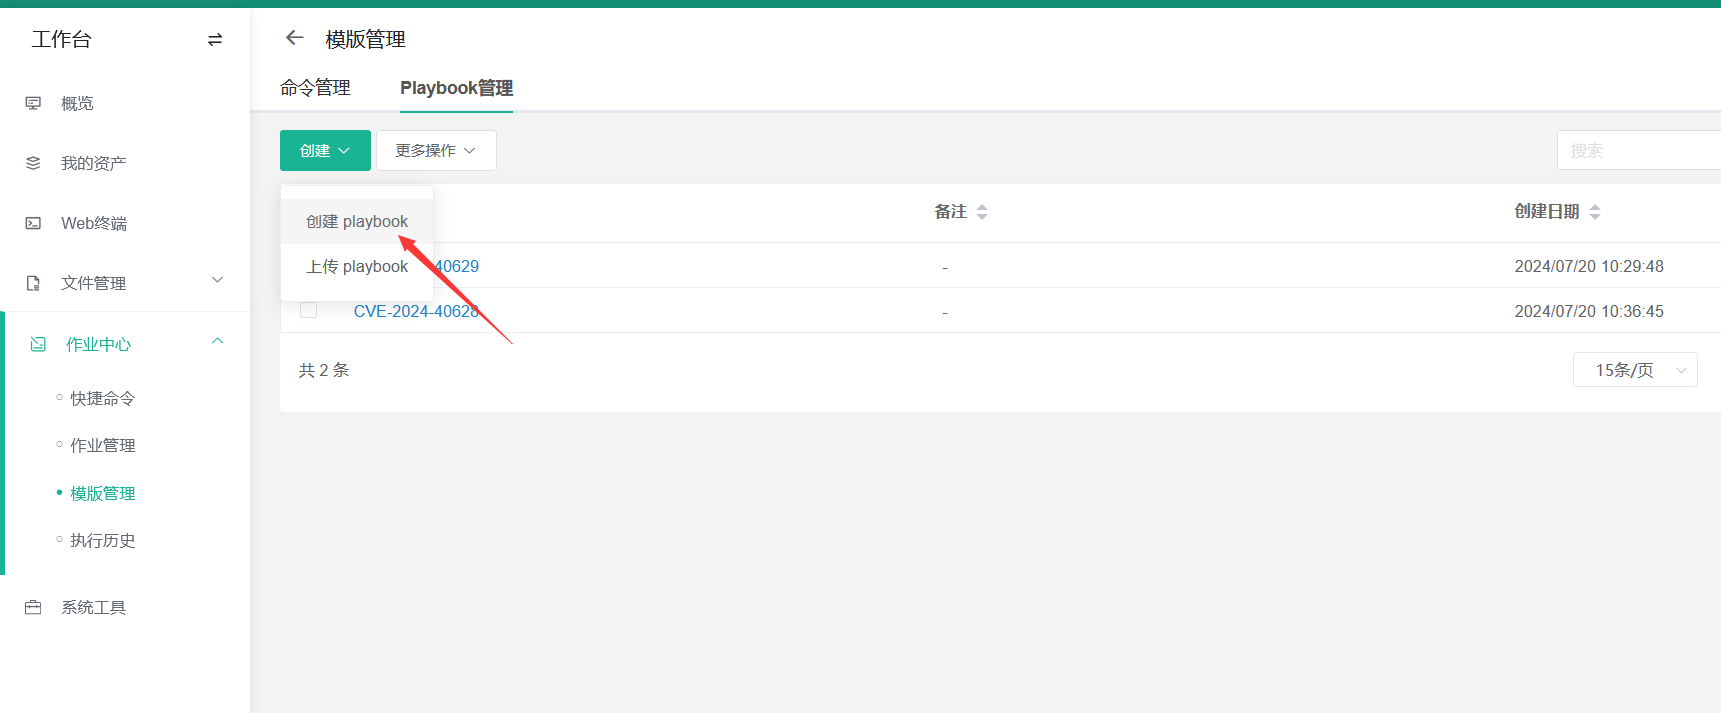 工作台
模版管理
命令管理
Playbook管理
概览
我的资产
Web终端
文件管理
作业中心
快捷命令
作业管理
模版管理
执行历史
系统工具
创建
更多操作
搜索
创建 playbook
上传 playbook
备注
创建日期
40629
-
2024/07/20 10:29:48
CVE-2024-40628
-
2024/07/20 10:36:45
共 2 条
15条/页